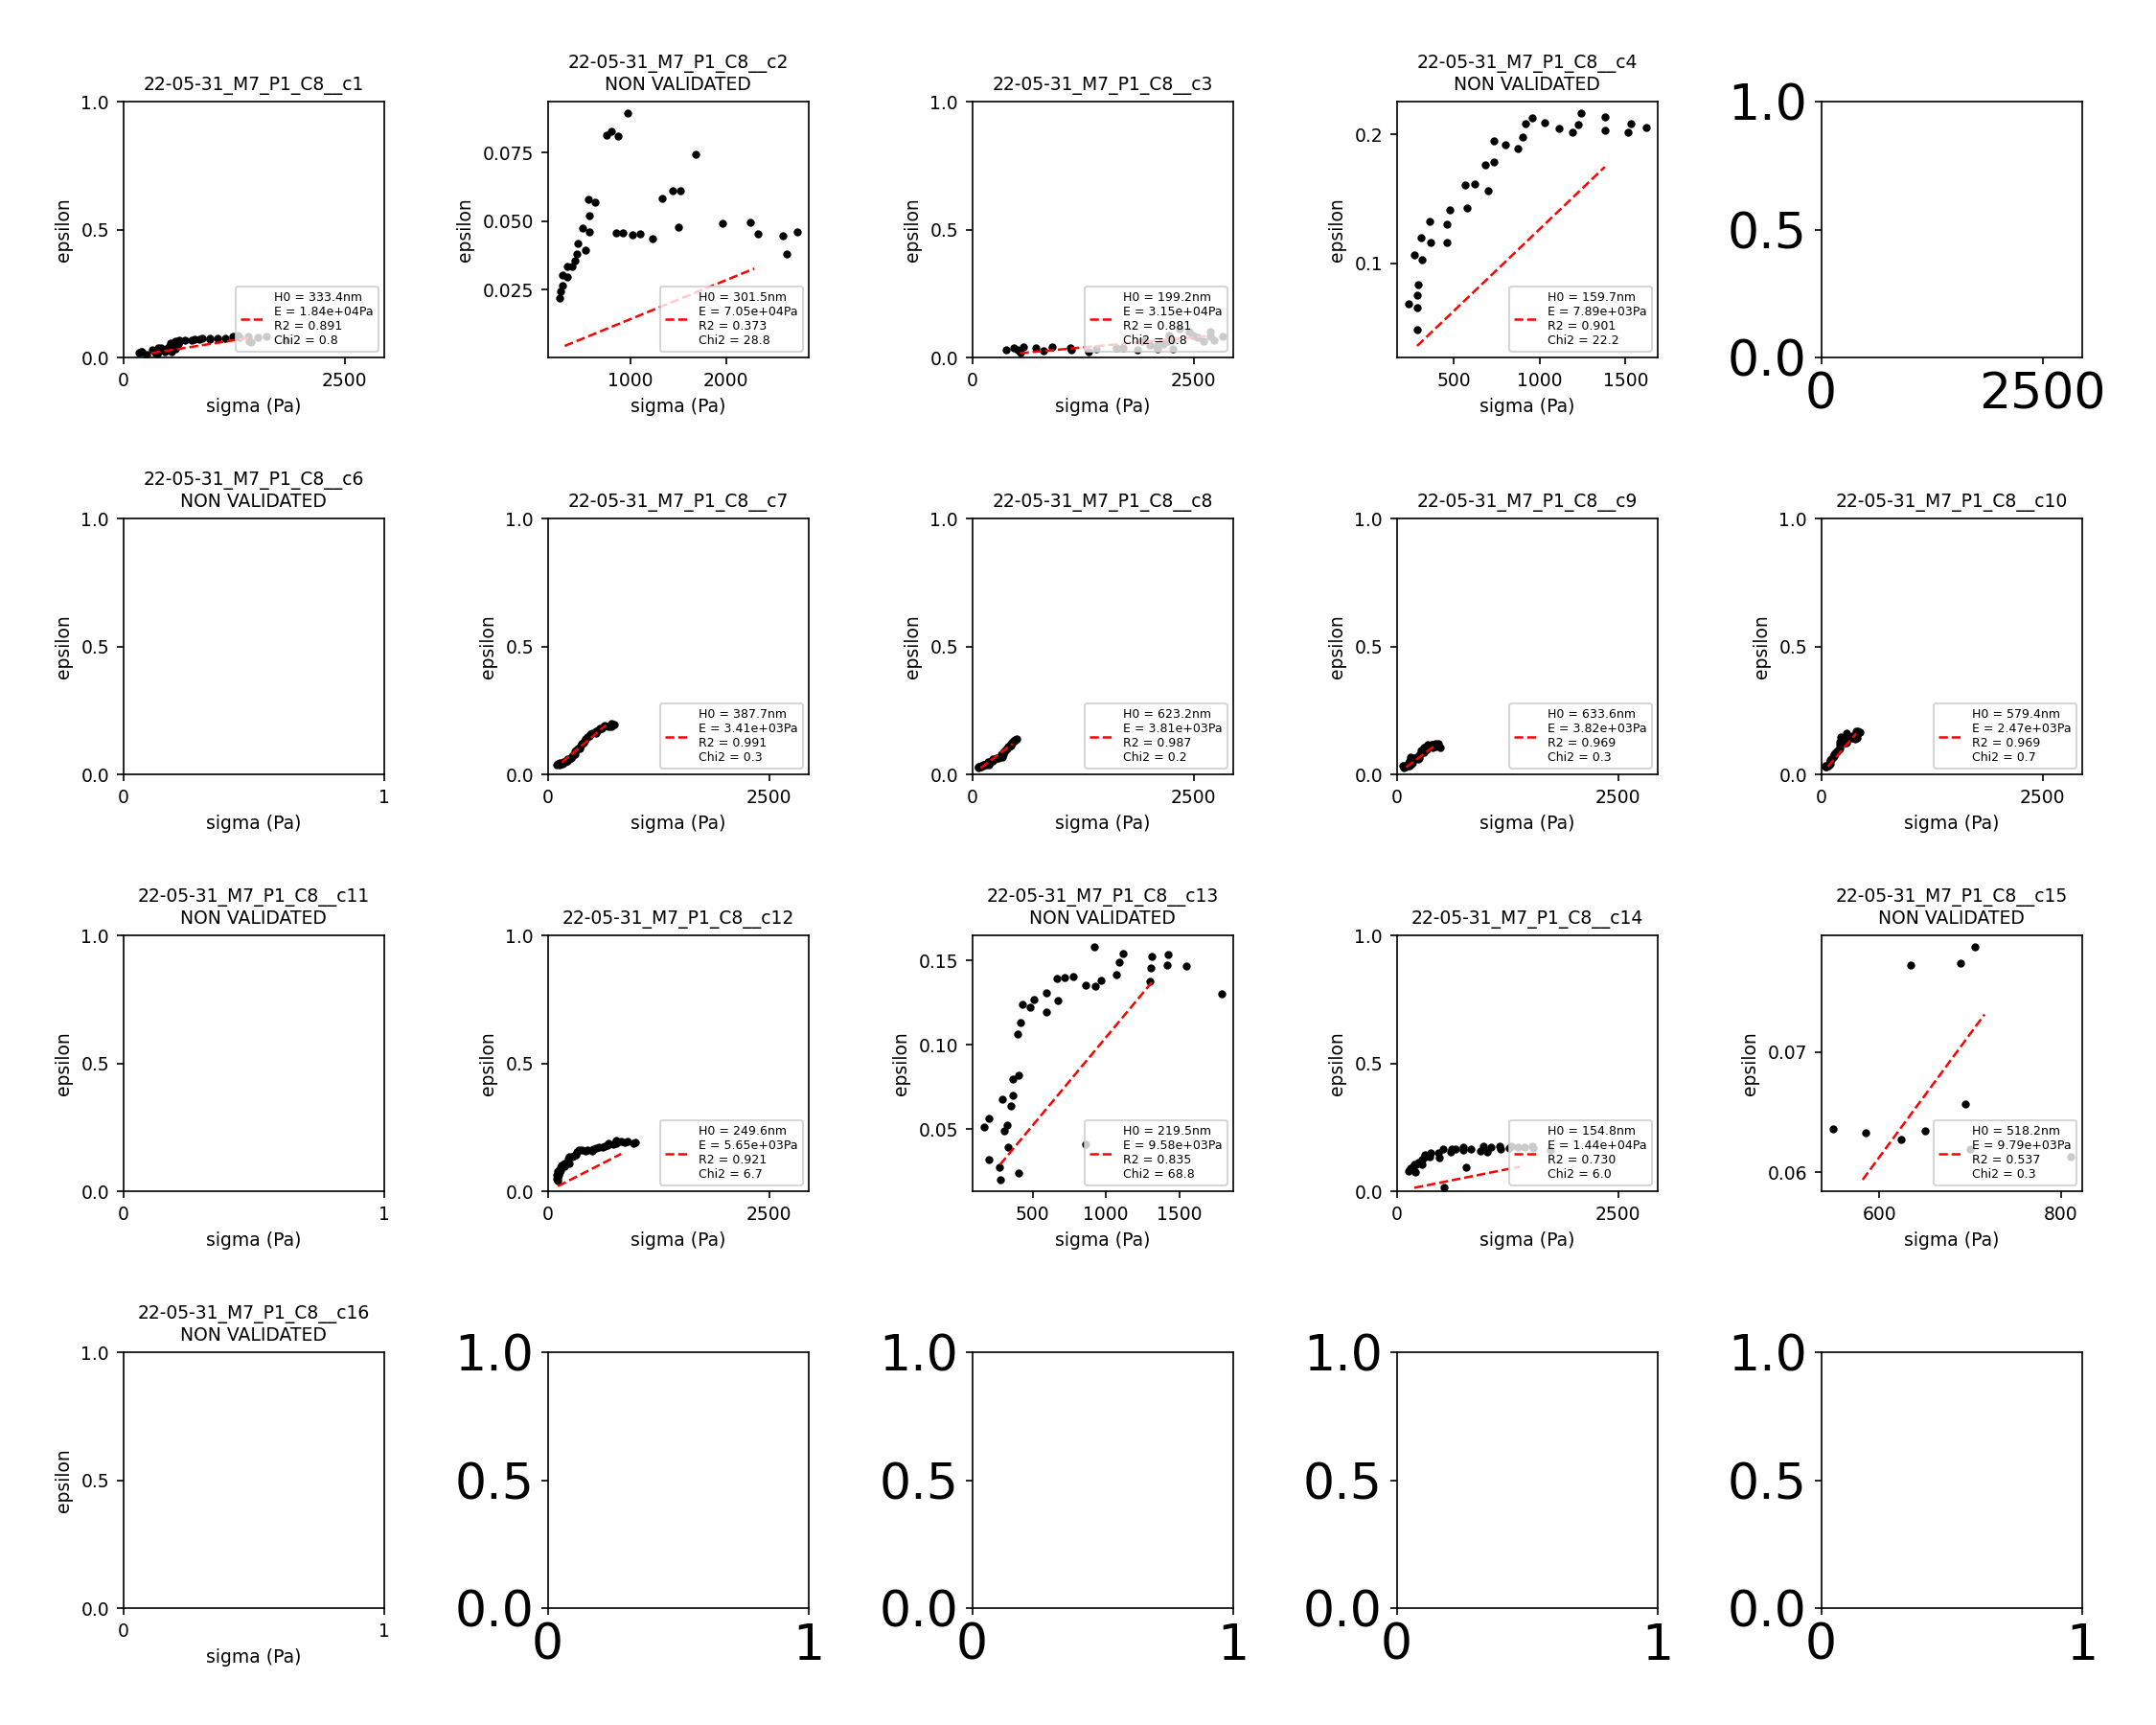 22-05-31_M7_P1_C8__c1
1.0
0.5
0.0
epsilon
0
2500
sigma (Pa)
H0 = 333.4nm
E = 1.84e+04Pa
R2 = 0.891
Chi2 = 0.8
22-05-31_M7_P1_C8__c2
NON VALIDATED
0.075
0.050
0.025
epsilon
1000
2000
sigma (Pa)
H0 = 301.5nm
E = 7.05e+04Pa
R2 = 0.373
Chi2 = 28.8
22-05-31_M7_P1_C8__c3
1.0
0.5
0.0
epsilon
0
2500
sigma (Pa)
H0 = 199.2nm
E = 3.15e+04Pa
R2 = 0.881
Chi2 = 0.8
22-05-31_M7_P1_C8__c4
NON VALIDATED
0.2
0.1
epsilon
500
1000
1500
sigma (Pa)
H0 = 159.7nm
E = 7.89e+03Pa
R2 = 0.901
Chi2 = 22.2
1.0
0.5
0.0
0
2500
22-05-31_M7_P1_C8__c6
NON VALIDATED
1.0
0.5
0.0
epsilon
0
1
sigma (Pa)
22-05-31_M7_P1_C8__c7
1.0
0.5
0.0
epsilon
0
2500
sigma (Pa)
H0 = 387.7nm
E = 3.41e+03Pa
R2 = 0.991
Chi2 = 0.3
22-05-31_M7_P1_C8__c8
1.0
0.5
0.0
epsilon
0
2500
sigma (Pa)
H0 = 623.2nm
E = 3.81e+03Pa
R2 = 0.987
Chi2 = 0.2
22-05-31_M7_P1_C8__c9
1.0
0.5
0.0
epsilon
0
2500
sigma (Pa)
H0 = 633.6nm
E = 3.82e+03Pa
R2 = 0.969
Chi2 = 0.3
22-05-31_M7_P1_C8__c10
1.0
0.5
0.0
epsilon
0
2500
sigma (Pa)
H0 = 579.4nm
E = 2.47e+03Pa
R2 = 0.969
Chi2 = 0.7
22-05-31_M7_P1_C8__c11
NON VALIDATED
1.0
0.5
0.0
epsilon
0
1
sigma (Pa)
22-05-31_M7_P1_C8__c12
1.0
0.5
0.0
epsilon
0
2500
sigma (Pa)
H0 = 249.6nm
E = 5.65e+03Pa
R2 = 0.921
Chi2 = 6.7
22-05-31_M7_P1_C8__c13
NON VALIDATED
0.15
0.10
0.05
epsilon
500
1000
1500
sigma (Pa)
H0 = 219.5nm
E = 9.58e+03Pa
R2 = 0.835
Chi2 = 68.8
22-05-31_M7_P1_C8__c14
1.0
0.5
0.0
epsilon
0
2500
sigma (Pa)
H0 = 154.8nm
E = 1.44e+04Pa
R2 = 0.730
Chi2 = 6.0
22-05-31_M7_P1_C8__c15
NON VALIDATED
0.07
0.06
epsilon
600
800
sigma (Pa)
H0 = 518.2nm
E = 9.79e+03Pa
R2 = 0.537
Chi2 = 0.3
22-05-31_M7_P1_C8__c16
NON VALIDATED
1.0
0.5
0.0
epsilon
0
1
sigma (Pa)
1.0
0.5
0.0
0
1
1.0
0.5
0.0
0
1
1.0
0.5
0.0
0
1
1.0
0.5
0.0
0
1